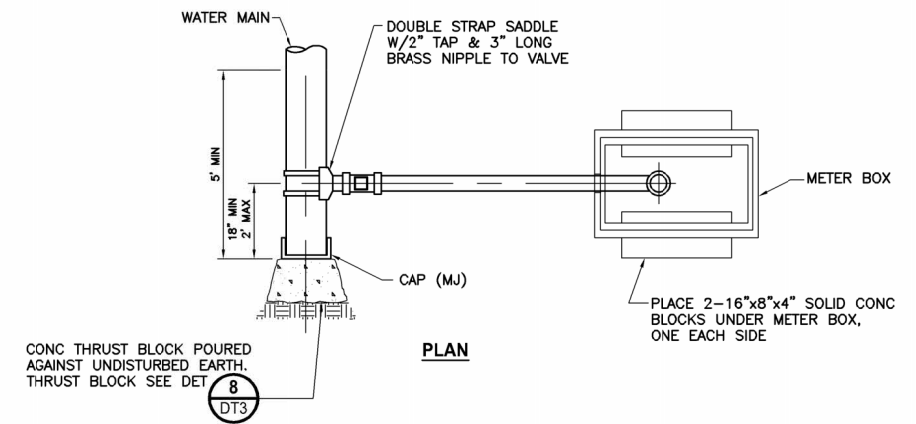 WATER MAIN
DOUBLE STRAP SADDLE
W/2" TAP & 3" LONG
BRASS NIPPLE TO VALVE
5' MIN
18" MIN
2' MAX
METER BOX
CAP (MJ)
PLACE 2-16"x8"x4" SOLID CONC
BLOCKS UNDER METER BOX,
ONE EACH SIDE
PLAN
CONC THRUST BLOCK POURED
AGAINST UNDISTURBED EARTH.
THRUST BLOCK SEE DET
8
DT3